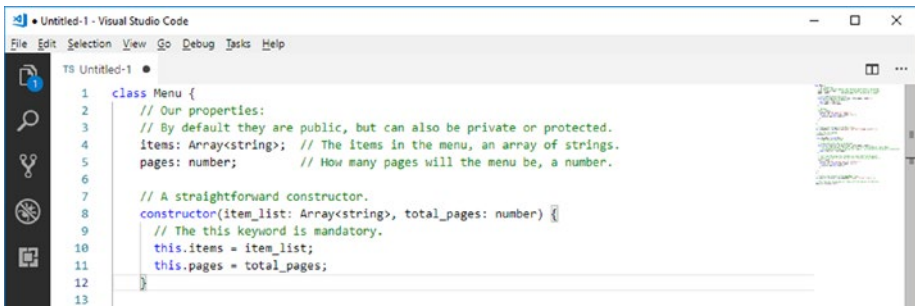 ● Untitled-1 - Visual Studio Code
File Edit Selection View Go Debug Tasks Help
TS Untitled-1 ●
1
1 class Menu {
2 // Our properties:
3 // By default they are public, but can also be private or protected.
4 items: Array<string>; // The items in the menu, an array of strings.
5 pages: number; // How many pages will the menu be, a number.
6
7 // A straightforward constructor.
8 constructor(item_list: Array<string>, total_pages: number) {
9 // The this keyword is mandatory.
10 this.items = item_list;
11 this.pages = total_pages;
12 }
13